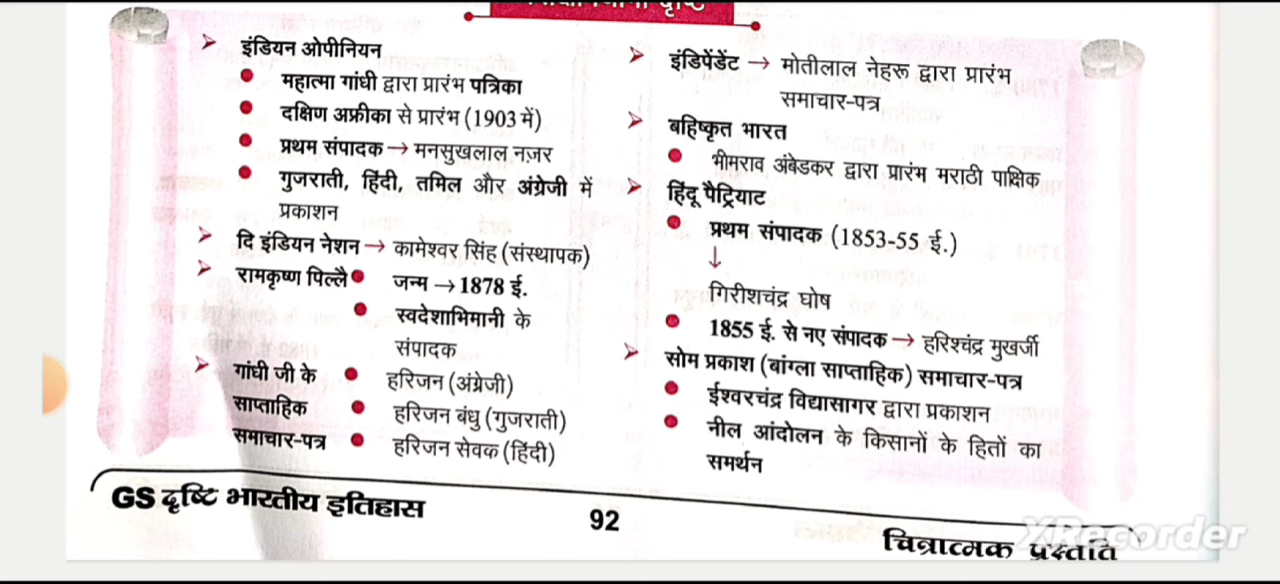 दृष्टि
इंडियन ओपीनियन
महात्मा गांधी द्वारा प्रारंभ पत्रिका
दक्षिण अफ्रीका से प्रारंभ (1903 में)
प्रथम संपादक → मनसुखलाल नज़र
गुजराती, हिंदी, तमिल और अंग्रेजी में
प्रकाशन
दि इंडियन नेशन → कामेश्वर सिंह (संस्थापक)
रामकृष्ण पिल्लै • जन्म → 1878 ई.
• स्वदेशाभिमानी के
संपादक
गांधी जी के • हरिजन (अंग्रेजी)
साप्ताहिक • हरिजन बंधु (गुजराती)
समाचार-पत्र • हरिजन सेवक (हिंदी)
इंडिपेंडेंट → मोतीलाल नेहरू द्वारा प्रारंभ
समाचार-पत्र
बहिष्कृत भारत
भीमराव अंबेडकर द्वारा प्रारंभ मराठी पाक्षिक
हिंदू पैट्रियाट
प्रथम संपादक (1853-55 ई.)
↓
गिरीशचंद्र घोष
1855 ई. से नए संपादक → हरिश्चंद्र मुखर्जी
सोम प्रकाश (बांग्ला साप्ताहिक) समाचार-पत्र
ईश्वरचंद्र विद्यासागर द्वारा प्रकाशन
नील आंदोलन के किसानों के हितों का
समर्थन
GS दृष्टि भारतीय इतिहास
92
चित्रात्मक प्रस्तुति
XRecorder